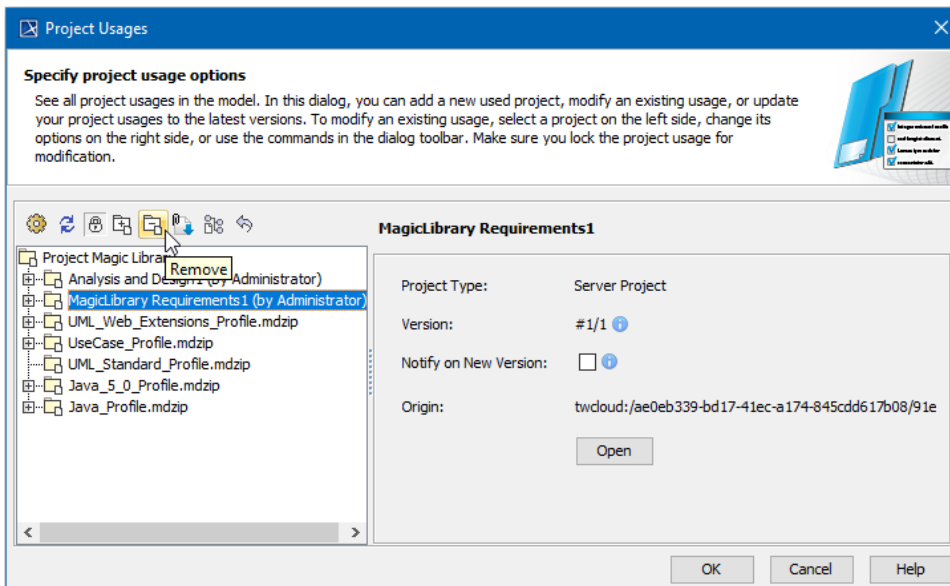 Project Usages
Specify project usage options
See all project usages in the model. In this dialog, you can add a new used project, modify an existing usage, or update
your project usages to the latest versions. To modify an existing usage, select a project on the left side, change its
options on the right side, or use the commands in the dialog toolbar. Make sure you lock the project usage for
modification.
MagicLibrary Requirements1
Project Magic
Remove
Analysis and Design1 (by Administrator)
MagicLibrary Requirements1 (by Administrator)
UML_Web_Extensions_Profile.mdzip
UseCase_Profile.mdzip
UML_Standard_Profile.mdzip
Java_5_0_Profile.mdzip
Java_Profile.mdzip
Project Type: Server Project
Version: #1/1
Notify on New Version:
Origin: twcloud:/ae0eb339-bd17-41ec-a174-845cdd617b08/91e
Open
OK Cancel Help